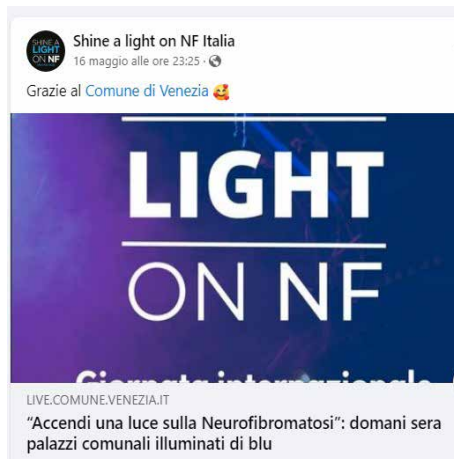 SHINE A
LIGHT
ON NF
Shine a light on NF Italia
16 maggio alle ore 23:25 ·
Grazie al Comune di Venezia 🥰
LIGHT
ON NF
Giornata internazionale
LIVE.COMUNE.VENEZIA.IT
“Accendi una luce sulla Neurofibromatosi”: domani sera
palazzi comunali illuminati di blu